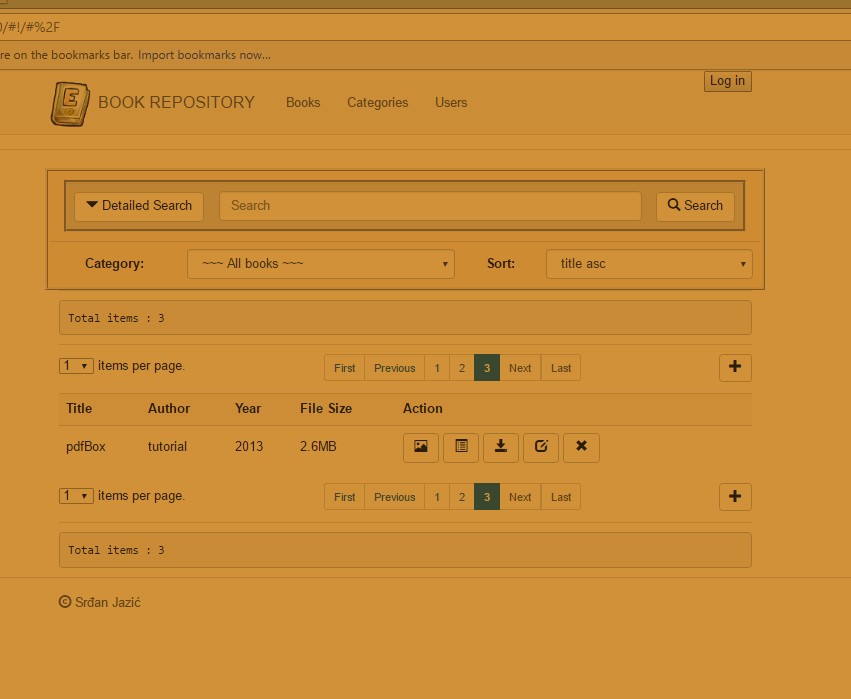 0/#!/#%2F
re on the bookmarks bar. Import bookmarks now...
Log in
E BOOK REPOSITORY Books Categories Users
Detailed Search Search Search
Category: ~~~ All books ~~~ Sort: title asc
Total items : 3
1 items per page. First Previous 1 2 3 Next Last
Title Author Year File Size Action
pdfBox tutorial 2013 2.6MB
1 items per page. First Previous 1 2 3 Next Last
Total items : 3
© Srđan Jazić